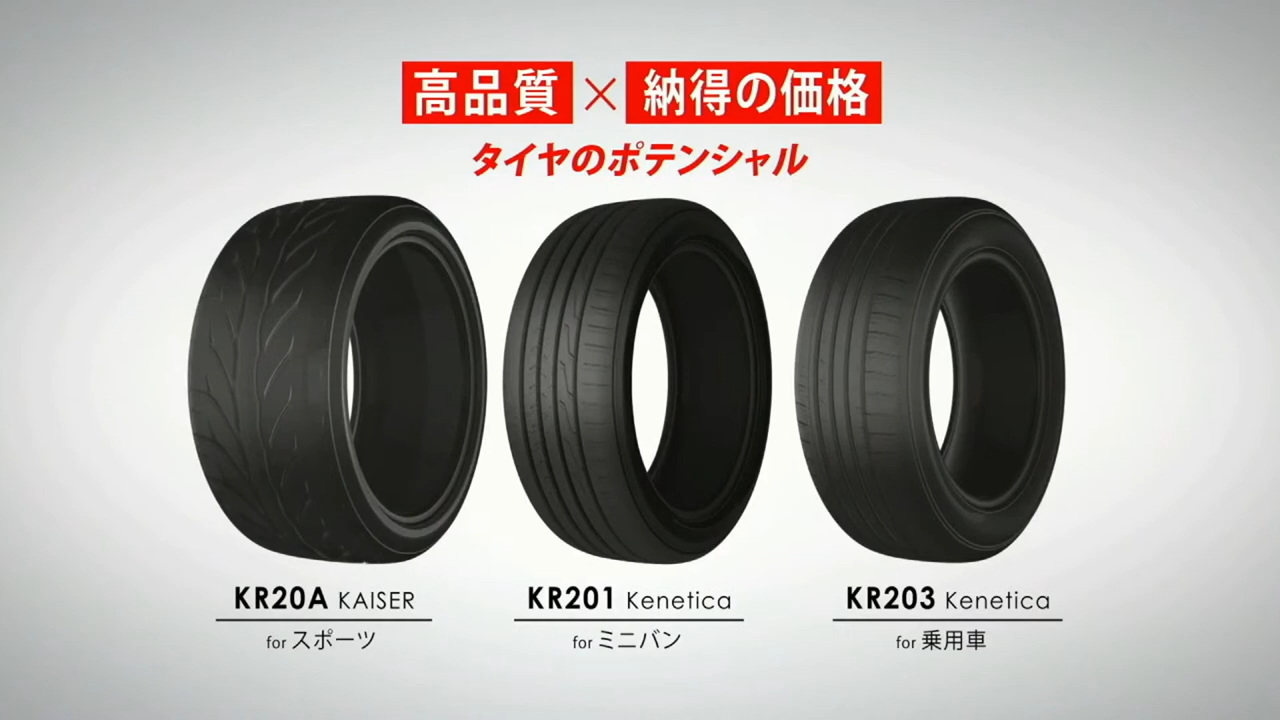 高品質×納得の価格
タイヤのポテンシャル
KR20A KAISER
for スポーツ
KR201 Kenetica
for ミニバン
KR203 Kenetica
for 乗用車